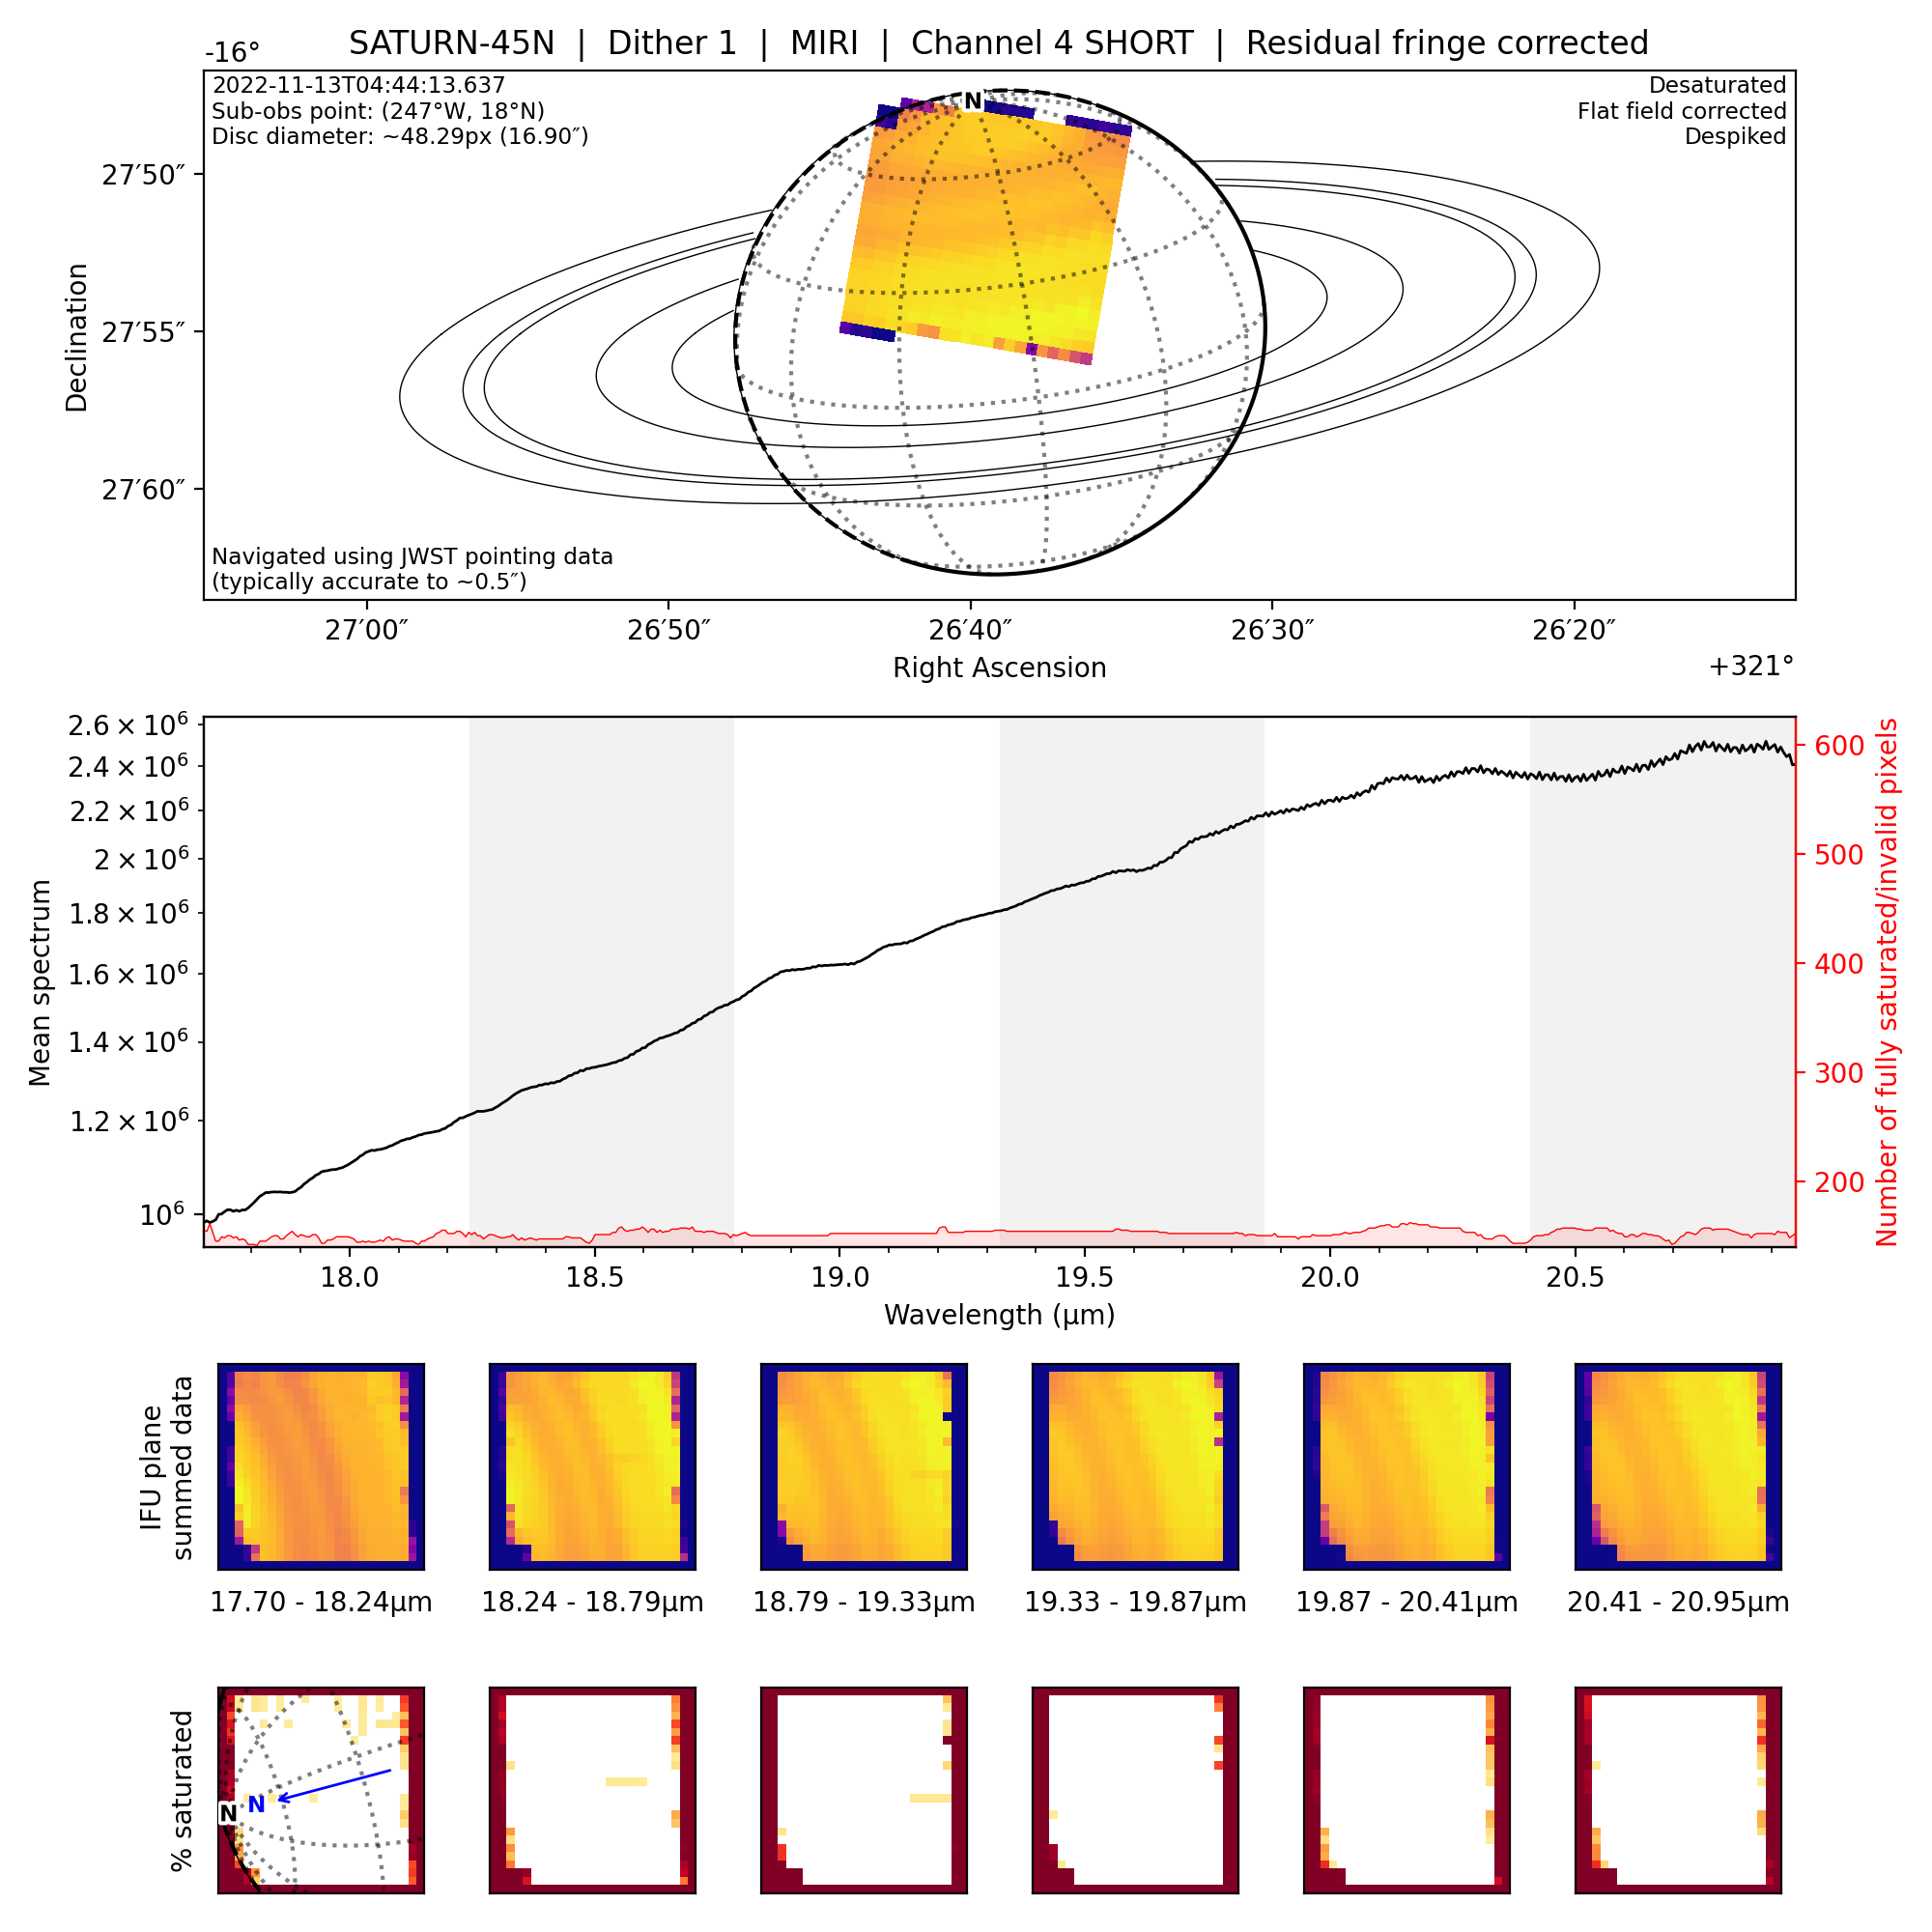 SATURN-45N | Dither 1 | MIRI | Channel 4 SHORT | Residual fringe corrected
-16°
2022-11-13T04:44:13.637
Sub-obs point: (247°W, 18°N)
Disc diameter: ~48.29px (16.90″)
Desaturated
Flat field corrected
Despiked
N
27′50″
27′55″
27′60″
Declination
Navigated using JWST pointing data
(typically accurate to ~0.5″)
27′00″ 26′50″ 26′40″ 26′30″ 26′20″
Right Ascension
+321°
2.6 × 10⁶
2.4 × 10⁶
2.2 × 10⁶
2 × 10⁶
1.8 × 10⁶
1.6 × 10⁶
1.4 × 10⁶
1.2 × 10⁶
10⁶
Mean spectrum
600
500
400
300
200
Number of fully saturated/invalid pixels
18.0 18.5 19.0 19.5 20.0 20.5
Wavelength (µm)
IFU plane
summed data
17.70 - 18.24µm 18.24 - 18.79µm 18.79 - 19.33µm 19.33 - 19.87µm 19.87 - 20.41µm 20.41 - 20.95µm
% saturated
N N